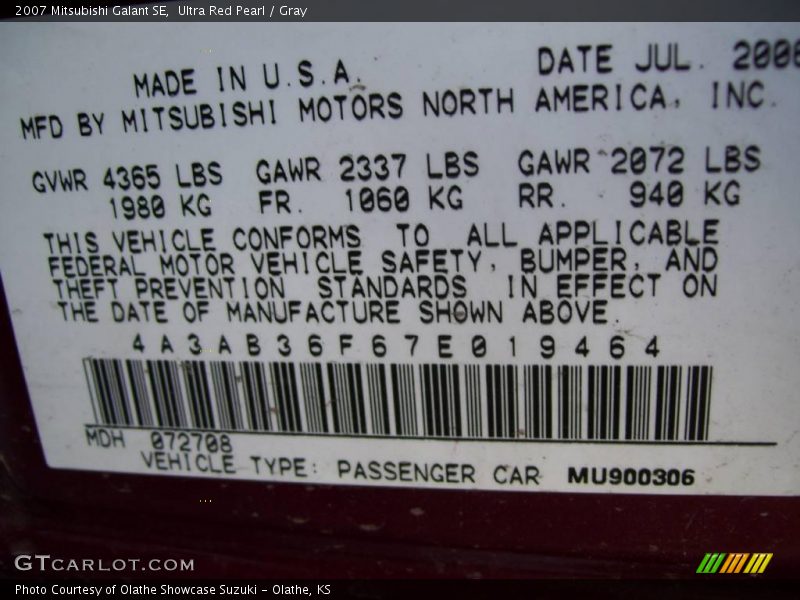 2007 Mitsubishi Galant SE,  Ultra Red Pearl / Gray
MADE IN U.S.A. DATE JUL. 2006
MFD BY MITSUBISHI MOTORS NORTH AMERICA, INC.
GVWR 4365 LBS GAWR 2337 LBS GAWR 2072 LBS
1980 KG FR. 1060 KG RR. 940 KG
THIS VEHICLE CONFORMS TO ALL APPLICABLE
FEDERAL MOTOR VEHICLE SAFETY, BUMPER, AND
THEFT PREVENTION STANDARDS IN EFFECT ON
THE DATE OF MANUFACTURE SHOWN ABOVE.
4A3AB36F67E019464
MDH 072708
VEHICLE TYPE: PASSENGER CAR MU900306
GTCARLOT.COM
Photo Courtesy of Olathe Showcase Suzuki - Olathe, KS